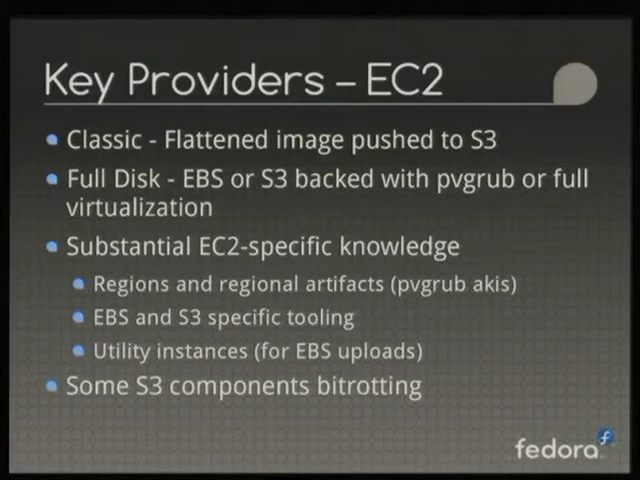 Key Providers – EC2
Classic - Flattened image pushed to S3
Full Disk - EBS or S3 backed with pvgrub or full
virtualization
Substantial EC2-specific knowledge
Regions and regional artifacts (pvgrub akis)
EBS and S3 specific tooling
Utility instances (for EBS uploads)
Some S3 components bitrotting
fedora